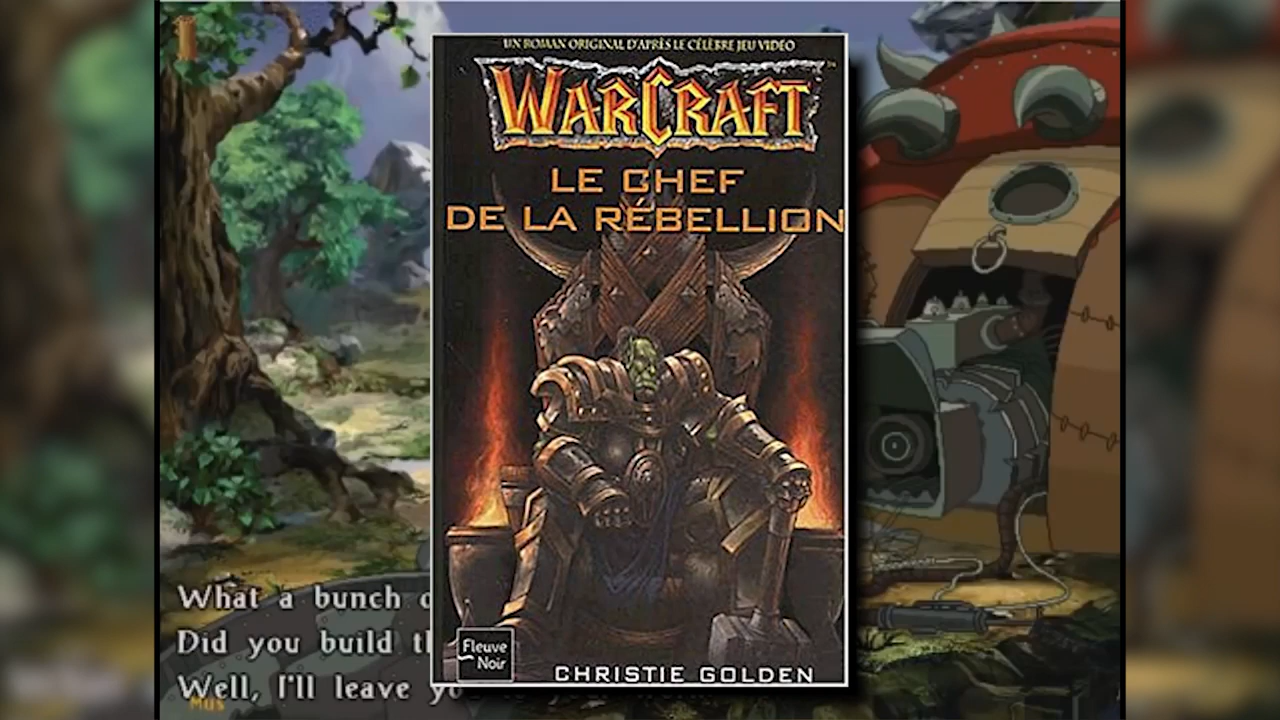 UN ROMAN ORIGINAL D'APRÈS LE CÉLÈBRE JEU VIDÉO
WARCRAFT
LE CHEF
DE LA RÉBELLION
What a bunch
Did you build
Well, I'll leave
Mus
Fleuve
Noir
CHRISTIE GOLDEN